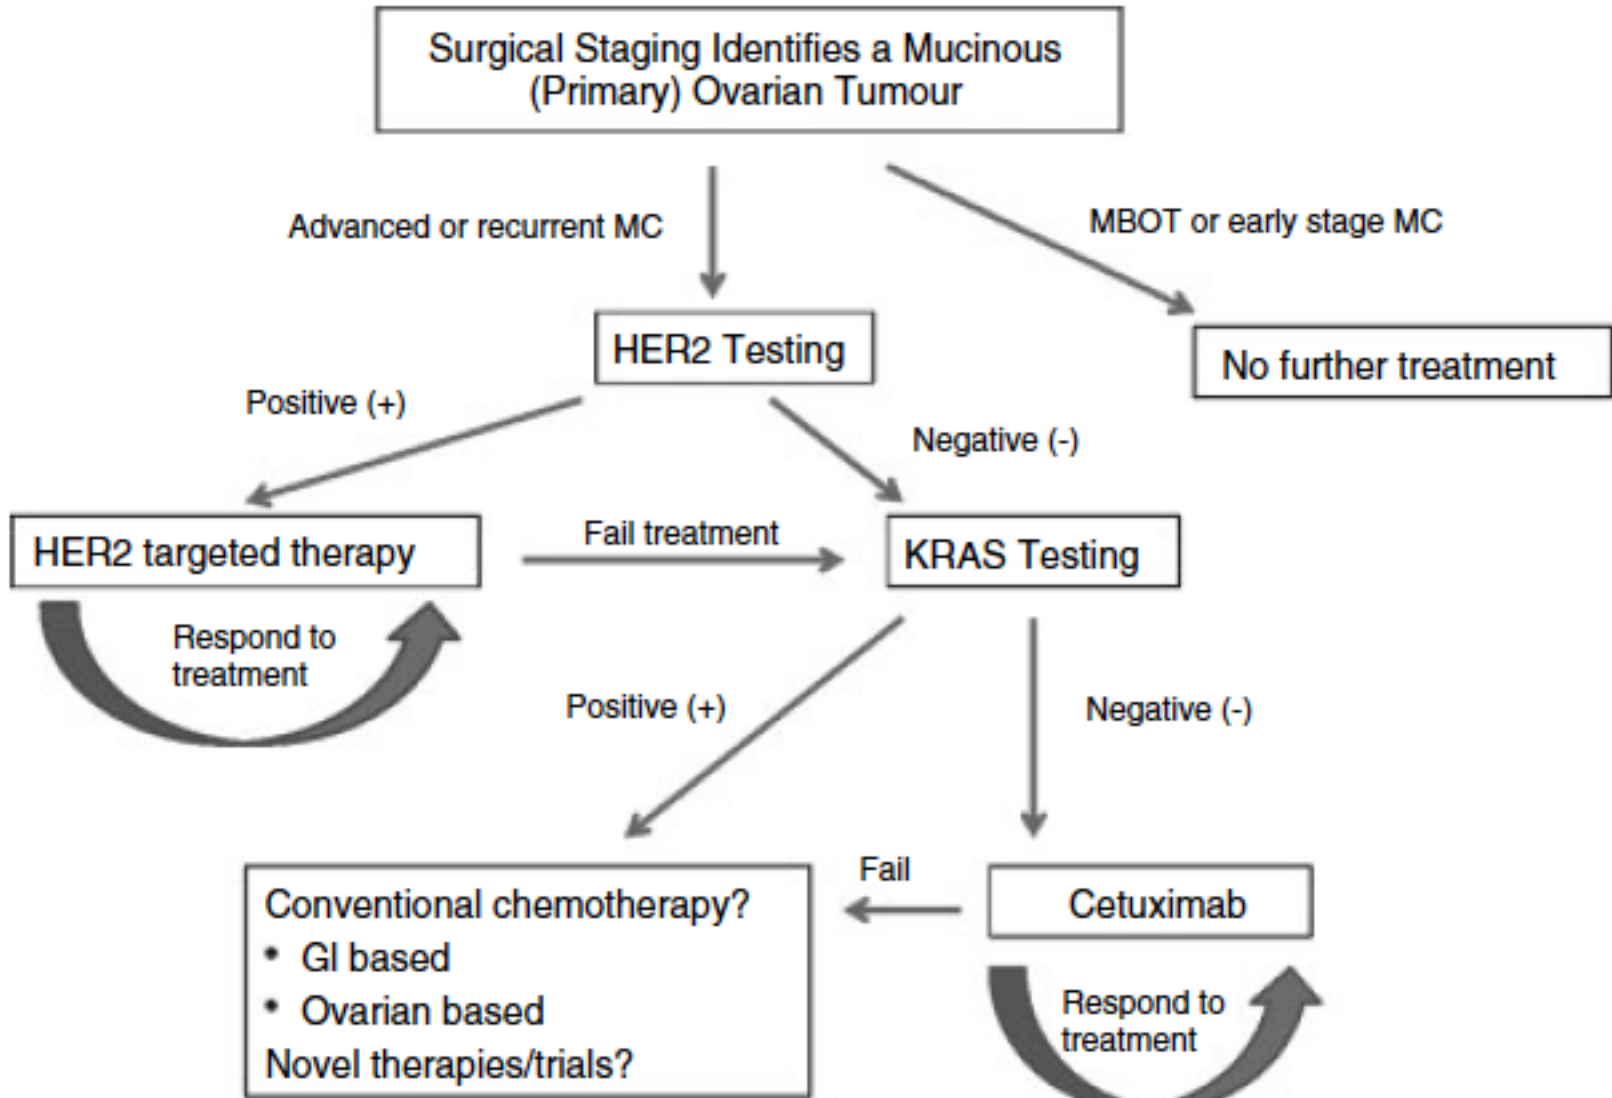 Surgical Staging Identifies a Mucinous
(Primary) Ovarian Tumour
Advanced or recurrent MC
MBOT or early stage MC
HER2 Testing
No further treatment
Positive (+)
Negative (-)
HER2 targeted therapy
Fail treatment
KRAS Testing
Respond to
treatment
Positive (+)
Negative (-)
Conventional chemotherapy?
• GI based
• Ovarian based
Novel therapies/trials?
Fail
Cetuximab
Respond to
treatment